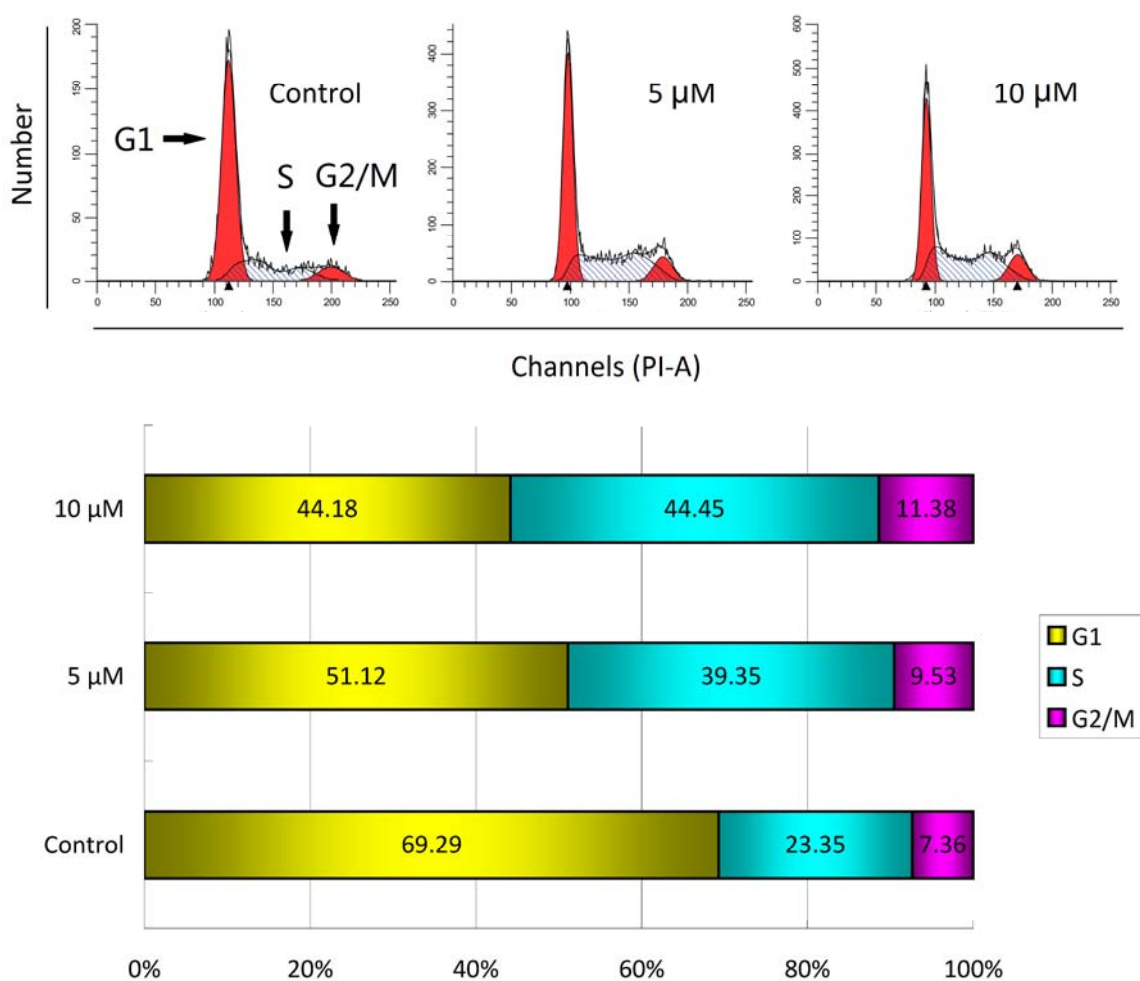 Number
200
150
100
50
0
G1
Control
S G2/M
0 50 100 150 200 250
400
300
200
100
0
5 μM
0 50 100 150 200 250
600
500
400
300
200
100
0
10 μM
0 50 100 150 200 250
Channels (PI-A)
10 μM 44.18 44.45 11.38
5 μM 51.12 39.35 9.53
Control 69.29 23.35 7.36
G1
S
G2/M
0% 20% 40% 60% 80% 100%